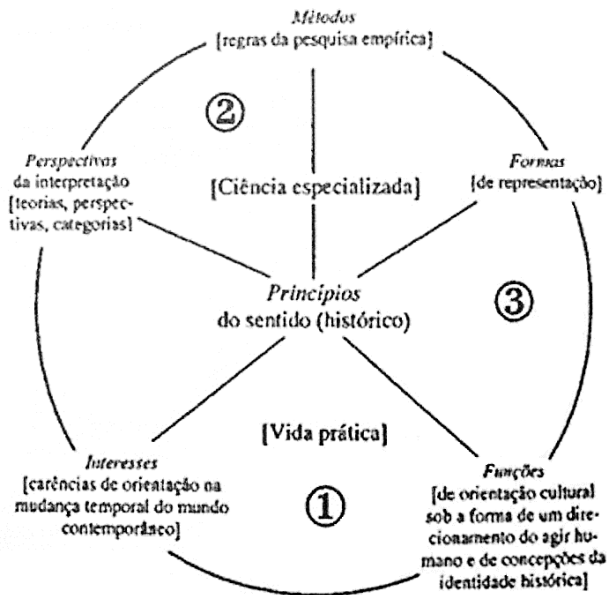 Métodos
[regras da pesquisa empírica]
②
Perspectivas
da interpretação
[teorias, perspec-
tivas, categorias]
Formas
[de representação]
[Ciência especializada]
Princípios
do sentido (histórico)
③
[Vida prática]
Interesses
[carências de orientação na
mudança temporal do mundo
contemporâneo]
①
Funções
[de orientação cultural
sob a forma de um dire-
cionamento do agir hu-
mano e de concepções da
identidade histórica]